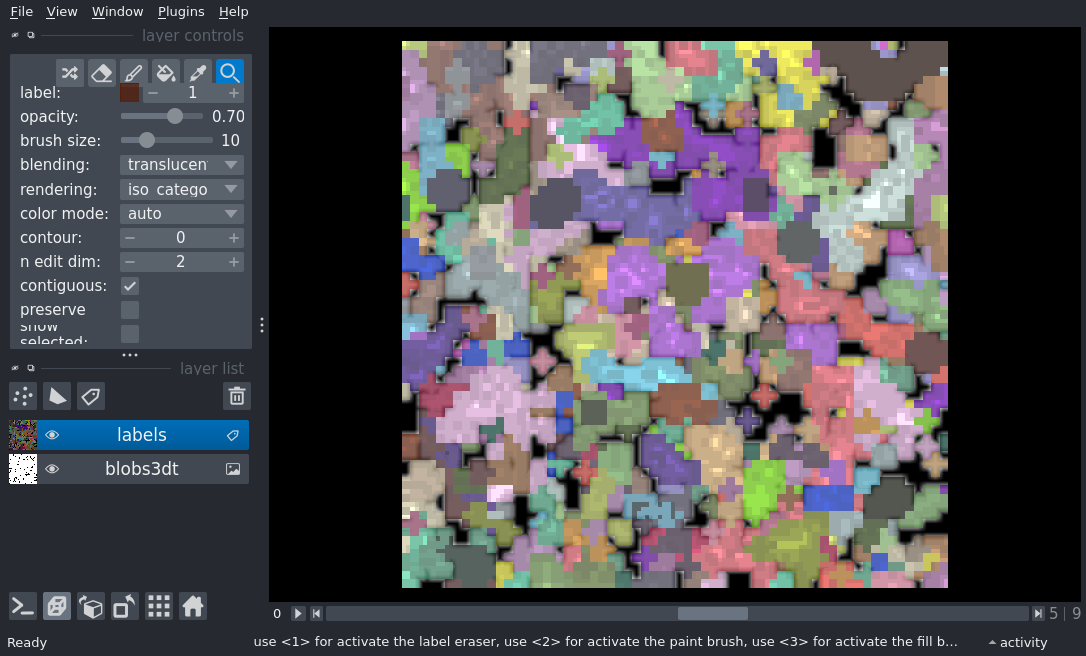 File View Window Plugins Help
layer controls
label: 1
opacity: 0.70
brush size: 10
blending: translucen
rendering: iso_catego
color mode: auto
contour: 0
n edit dim: 2
contiguous:
preserve
show
selected:
layer list
labels
blobs3dt
0 5 | 9
Ready use <1> for activate the label eraser, use <2> for activate the paint brush, use <3> for activate the fill b... activity